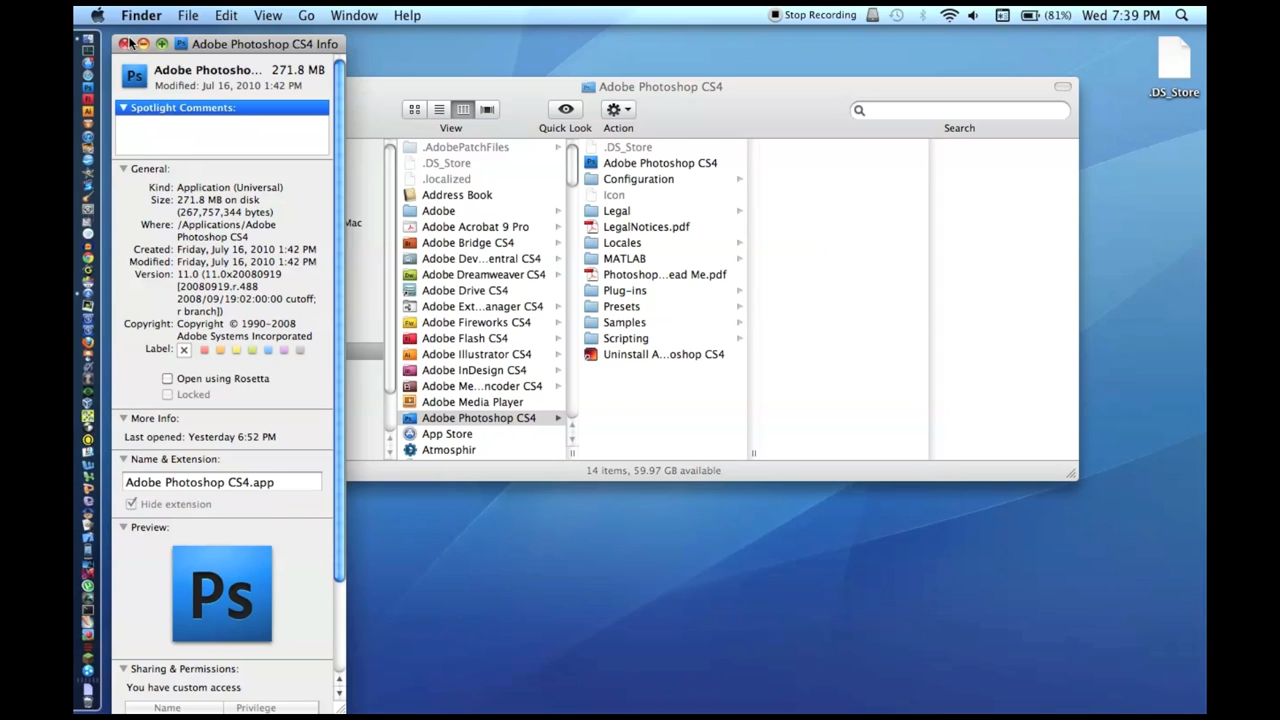 Finder File Edit View Go Window Help Stop Recording (81%) Wed 7:39 PM
Adobe Photoshop CS4 Info
Adobe Photosho... 271.8 MB
Modified: Jul 16, 2010 1:42 PM
Spotlight Comments:
General:
Kind: Application (Universal)
Size: 271.8 MB on disk
(267,757,344 bytes)
Where: /Applications/Adobe
Photoshop CS4
Created: Friday, July 16, 2010 1:42 PM
Modified: Friday, July 16, 2010 1:42 PM
Version: 11.0 (11.0x20080919
[20080919.r.488
2008/09/19:02:00:00 cutoff;
r branch])
Copyright: Copyright © 1990-2008
Adobe Systems Incorporated
Label:
Open using Rosetta
Locked
More Info:
Last opened: Yesterday 6:52 PM
Name & Extension:
Adobe Photoshop CS4.app
Hide extension
Preview:
Ps
Sharing & Permissions:
You have custom access
Name Privilege
Adobe Photoshop CS4
View Quick Look Action Search
Mac
.AdobePatchFiles
.DS_Store
.localized
Address Book
Adobe
Adobe Acrobat 9 Pro
Adobe Bridge CS4
Adobe Dev...entral CS4
Adobe Dreamweaver CS4
Adobe Drive CS4
Adobe Ext...anager CS4
Adobe Fireworks CS4
Adobe Flash CS4
Adobe Illustrator CS4
Adobe InDesign CS4
Adobe Me...ncoder CS4
Adobe Media Player
Adobe Photoshop CS4
App Store
Atmosphir
.DS_Store
Adobe Photoshop CS4
Configuration
Icon
Legal
LegalNotices.pdf
Locales
MATLAB
Photoshop...ead Me.pdf
Plug-ins
Presets
Samples
Scripting
Uninstall A...oshop CS4
14 items, 59.97 GB available
.DS_Store